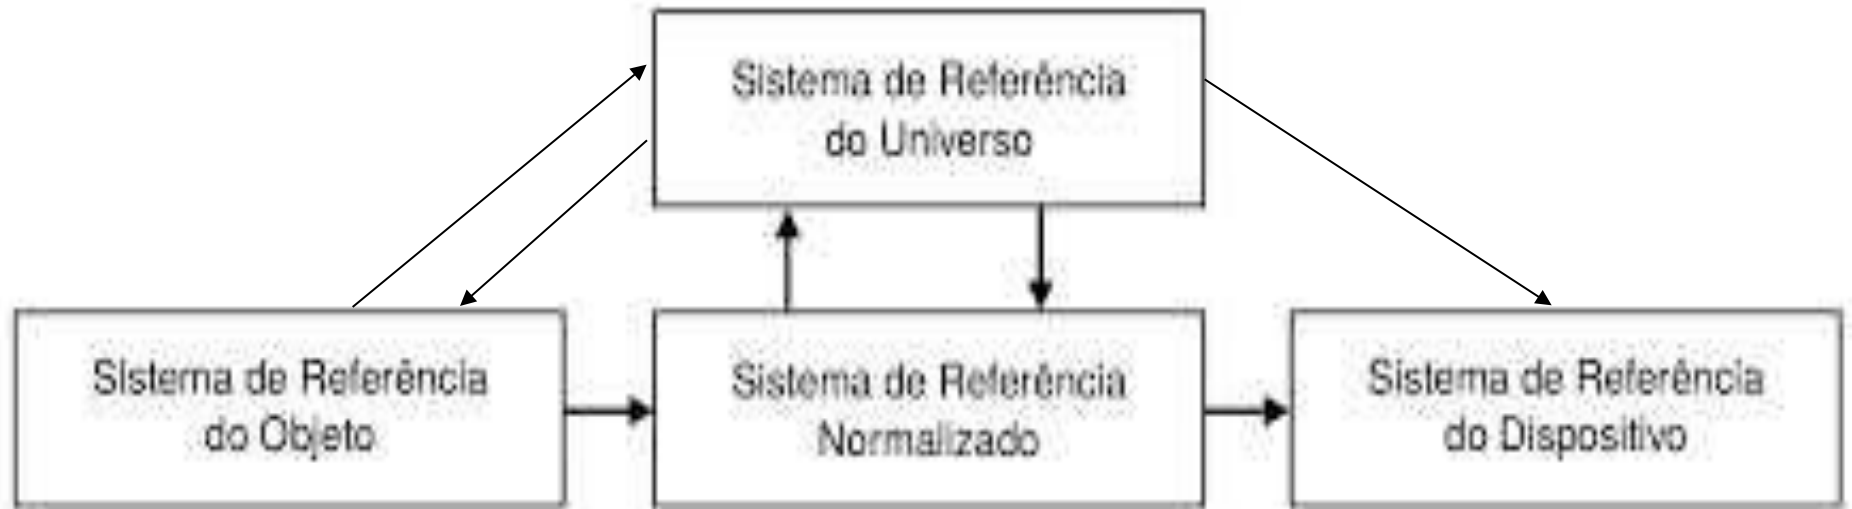 Sistema de Referência
do Universo
Sistema de Referência
do Objeto
Sistema de Referência
Normalizado
Sistema de Referência
do Dispositivo